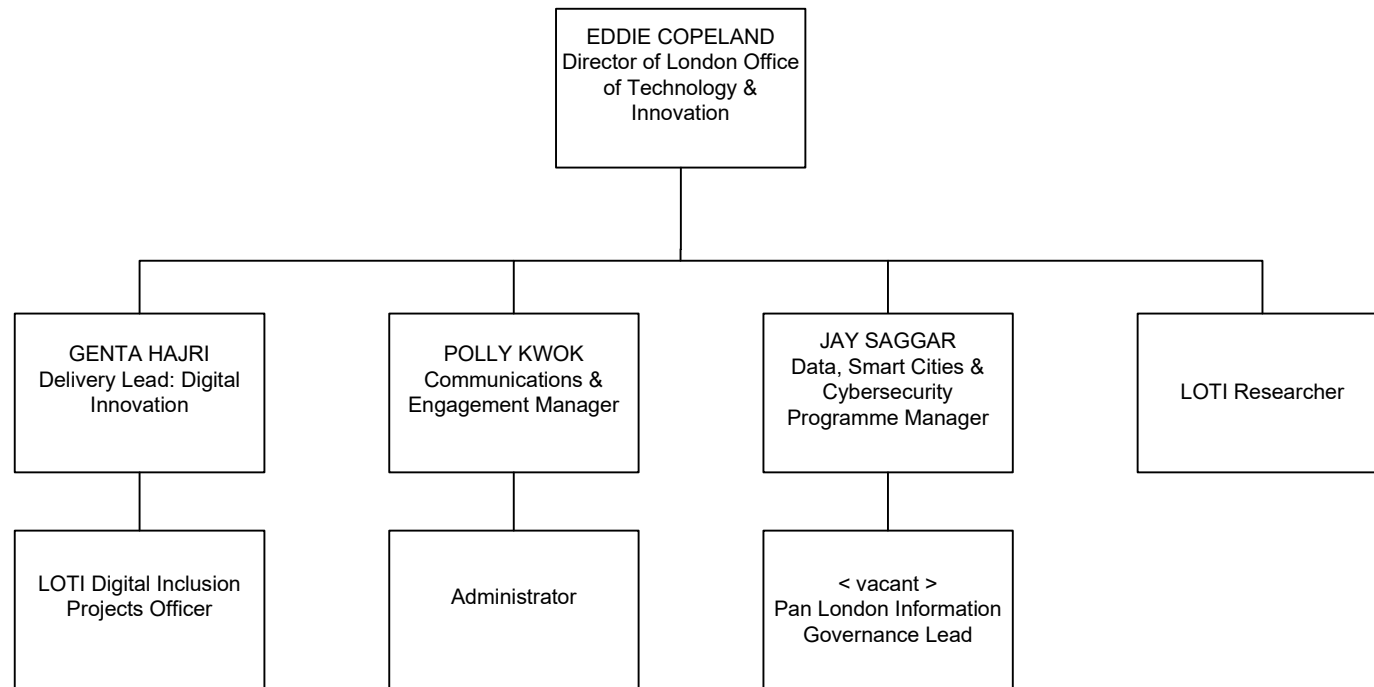 EDDIE COPELAND
Director of London Office
of Technology &
Innovation
GENTA HAJRI
Delivery Lead: Digital
Innovation
POLLY KWOK
Communications &
Engagement Manager
JAY SAGGAR
Data, Smart Cities &
Cybersecurity
Programme Manager
LOTI Researcher
LOTI Digital Inclusion
Projects Officer
Administrator
< vacant >
Pan London Information
Governance Lead